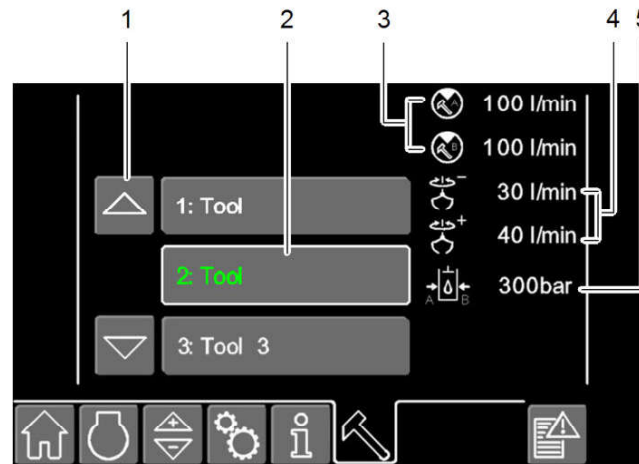 1 2 3 4 5
A 100 l/min
B 100 l/min
1: Tool - 30 l/min
+ 40 l/min
2: Tool
A B 300bar
3: Tool 3